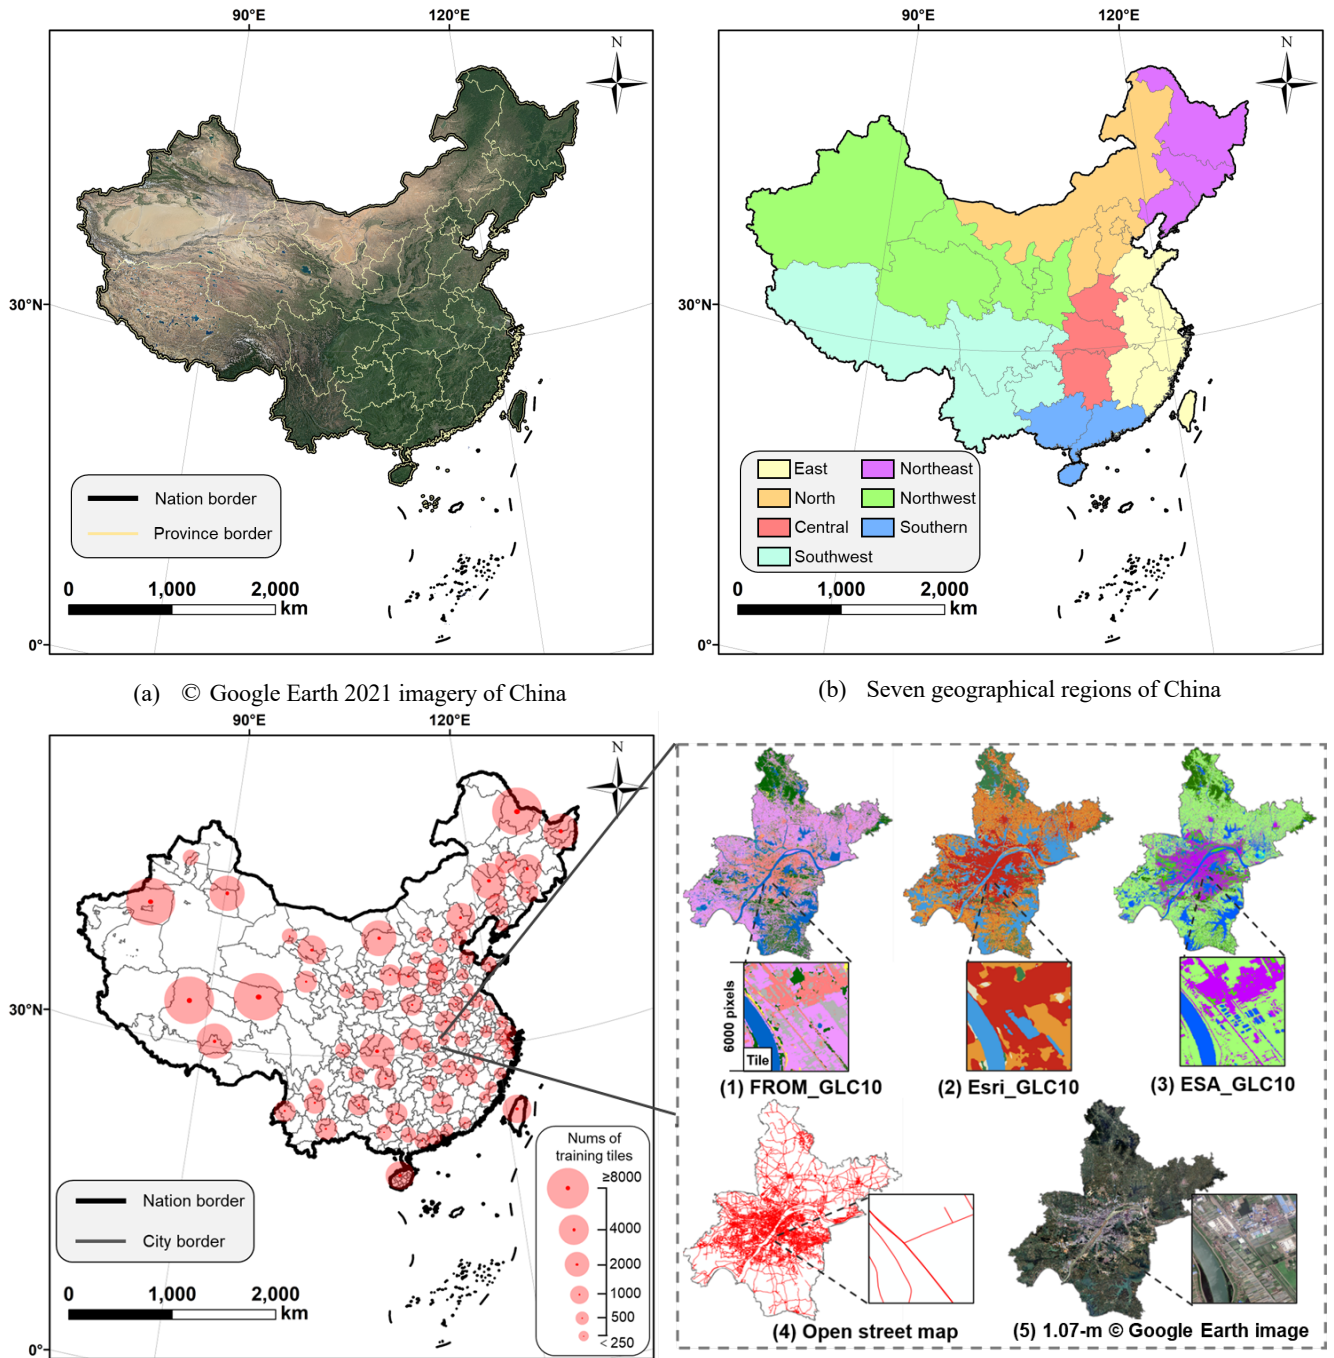 90°E 120°E
N
30°N
0°
Nation border
Province border
0 1,000 2,000 km
(a) © Google Earth 2021 imagery of China
90°E 120°E
N
30°N
0°
East
North
Central
Southwest
Northeast
Northwest
Southern
0 1,000 2,000 km
(b) Seven geographical regions of China
90°E 120°E
N
30°N
0°
Nation border
City border
0 1,000 2,000 km
Nums of
training tiles
≥8000
4000
2000
1000
500
< 250
6000 pixels
Tile
(1) FROM_GLC10
(2) Esri_GLC10
(3) ESA_GLC10
(4) Open street map
(5) 1.07-m © Google Earth image